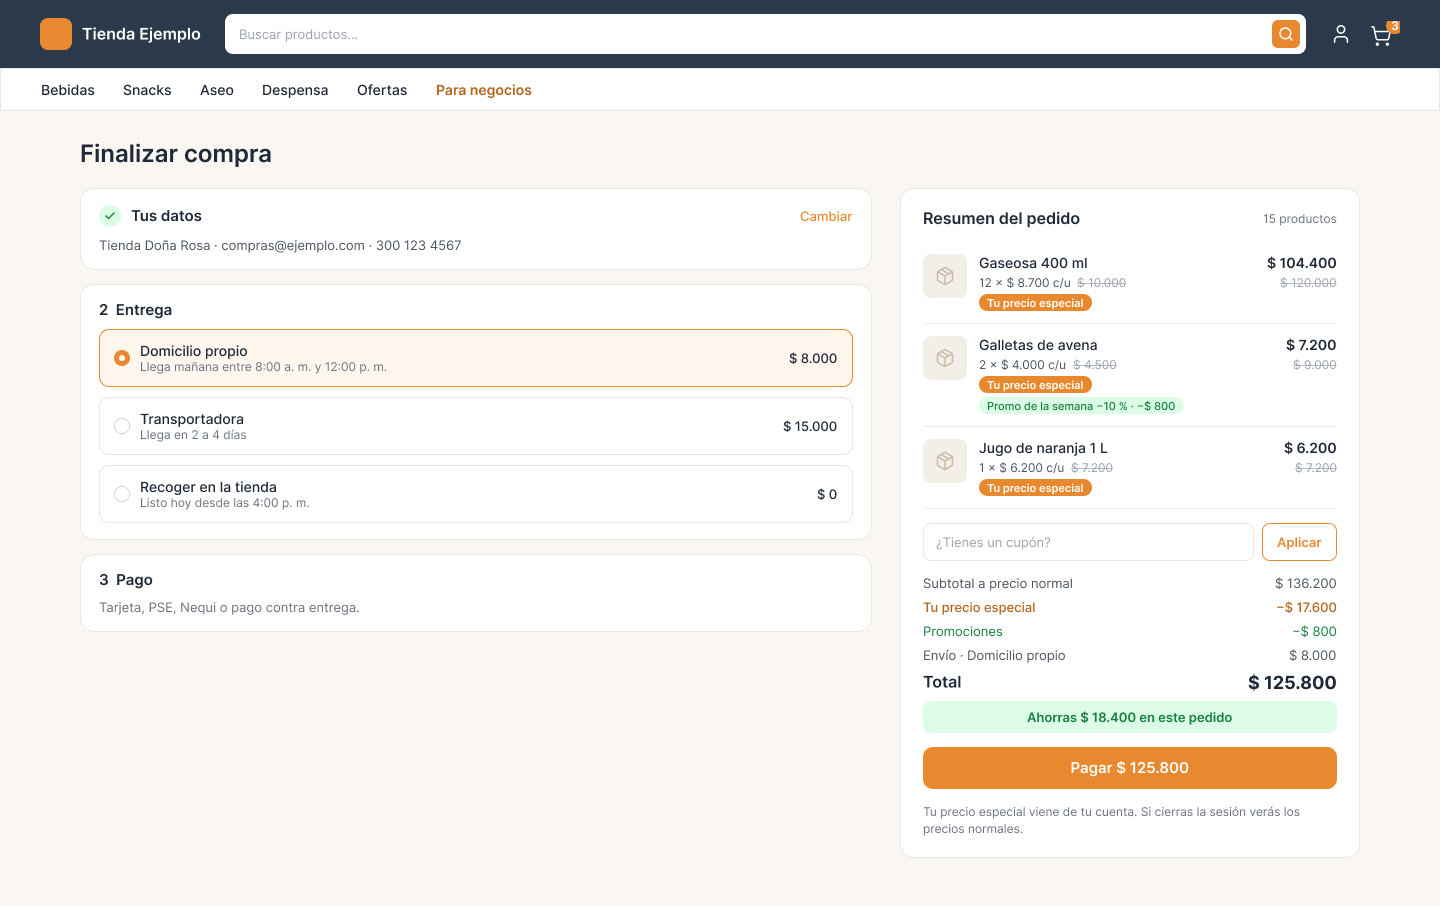 Tienda Ejemplo
Buscar productos...
3
Bebidas Snacks Aseo Despensa Ofertas Para negocios
Finalizar compra
Tus datos
Cambiar
Tienda Doña Rosa · compras@ejemplo.com · 300 123 4567
2 Entrega
Domicilio propio
Llega mañana entre 8:00 a. m. y 12:00 p. m.
$ 8.000
Transportadora
Llega en 2 a 4 días
$ 15.000
Recoger en la tienda
Listo hoy desde las 4:00 p. m.
$ 0
3 Pago
Tarjeta, PSE, Nequi o pago contra entrega.
Resumen del pedido
15 productos
Gaseosa 400 ml
$ 104.400
12 × $ 8.700 c/u $ 10.000
$ 120.000
Tu precio especial
Galletas de avena
$ 7.200
2 × $ 4.000 c/u $ 4.500
$ 9.000
Tu precio especial
Promo de la semana −10 % · −$ 800
Jugo de naranja 1 L
$ 6.200
1 × $ 6.200 c/u $ 7.200
$ 7.200
Tu precio especial
¿Tienes un cupón?
Aplicar
Subtotal a precio normal $ 136.200
Tu precio especial −$ 17.600
Promociones −$ 800
Envío · Domicilio propio $ 8.000
Total $ 125.800
Ahorras $ 18.400 en este pedido
Pagar $ 125.800
Tu precio especial viene de tu cuenta. Si cierras la sesión verás los
precios normales.